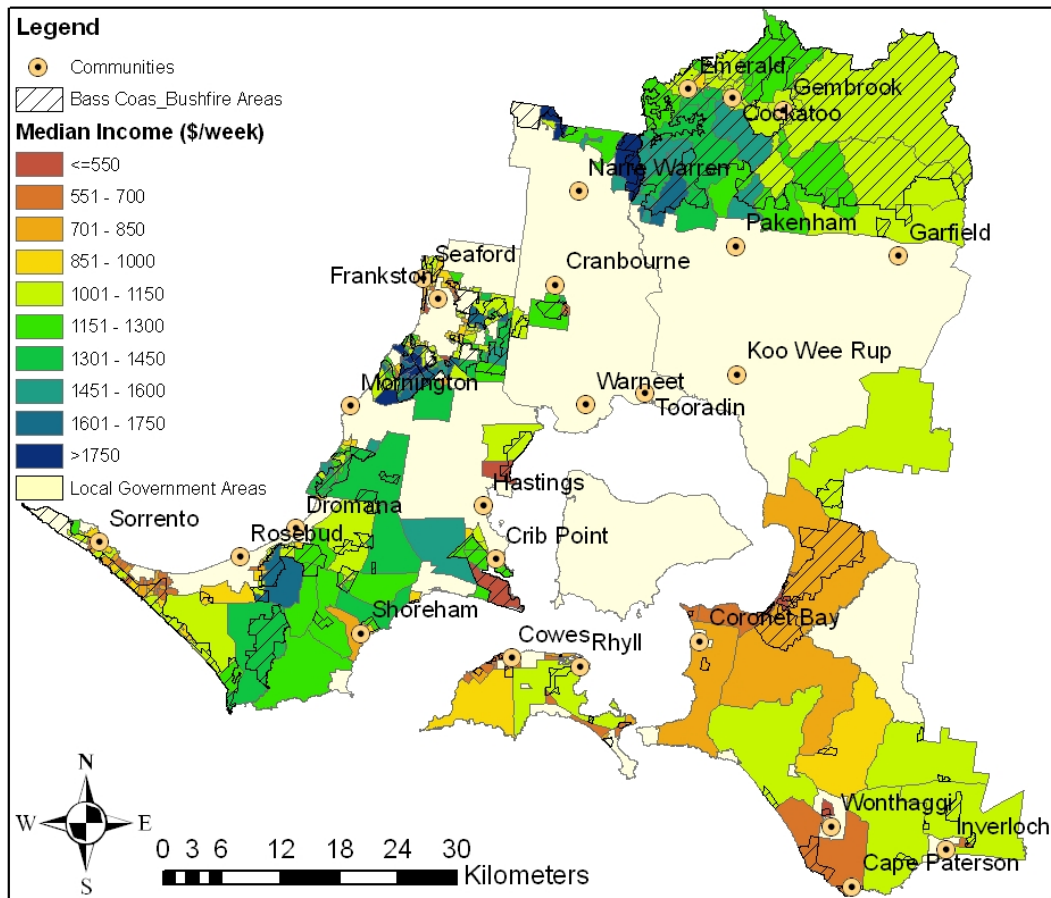 Legend
Communities
Bass Coas_Bushfire Areas
Median Income ($/week)
<=550
551 - 700
701 - 850
851 - 1000
1001 - 1150
1151 - 1300
1301 - 1450
1451 - 1600
1601 - 1750
>1750
Local Government Areas
Emerald
Gembrook
Cockatoo
Narre Warren
Pakenham
Garfield
Seaford
Cranbourne
Frankston
Koo Wee Rup
Mornington
Warneet
Tooradin
Hastings
Dromana
Sorrento
Rosebud
Crib Point
Shoreham
Coronet Bay
Cowes
Rhyll
Wonthaggi
Inverloch
Cape Paterson
N
W
E
S
0 3 6 12 18 24 30
Kilometers